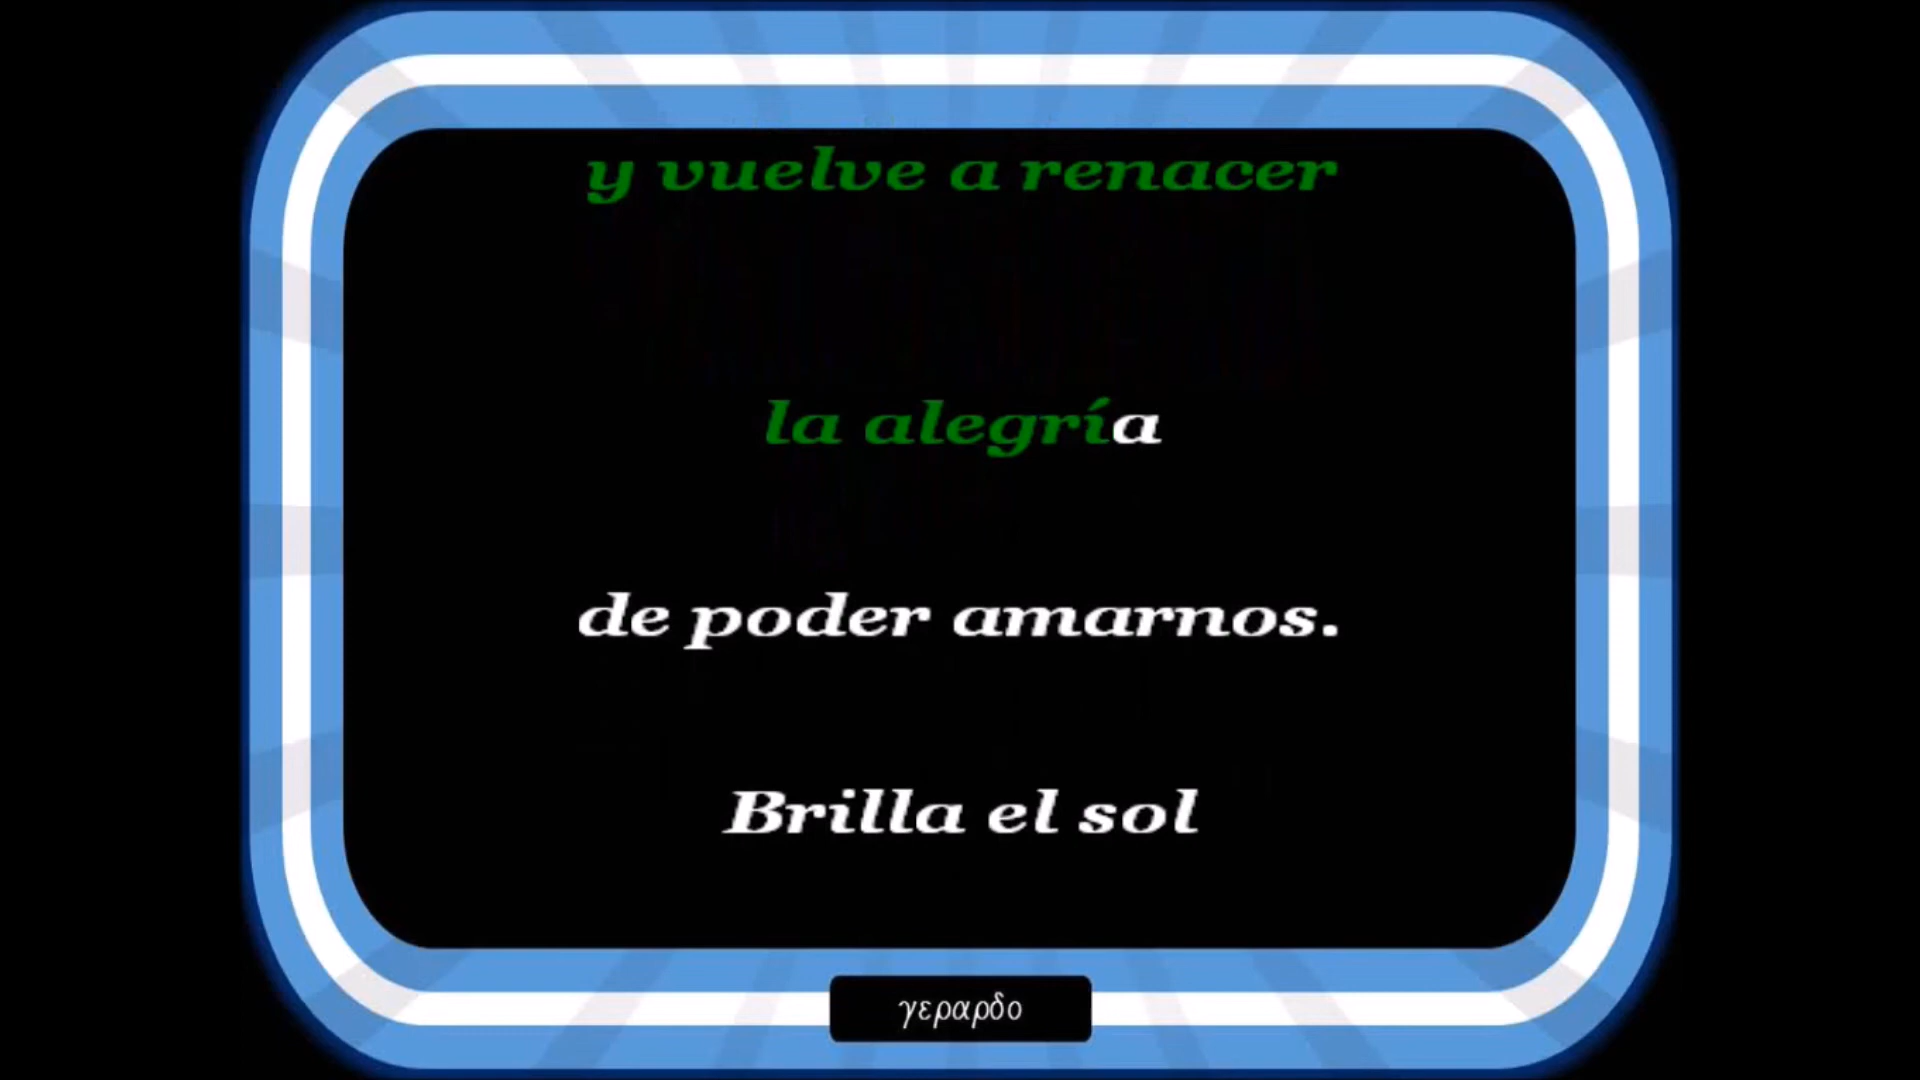 y vuelve a renacer
la alegría
de poder amarnos.
Brilla el sol
γεραρδο